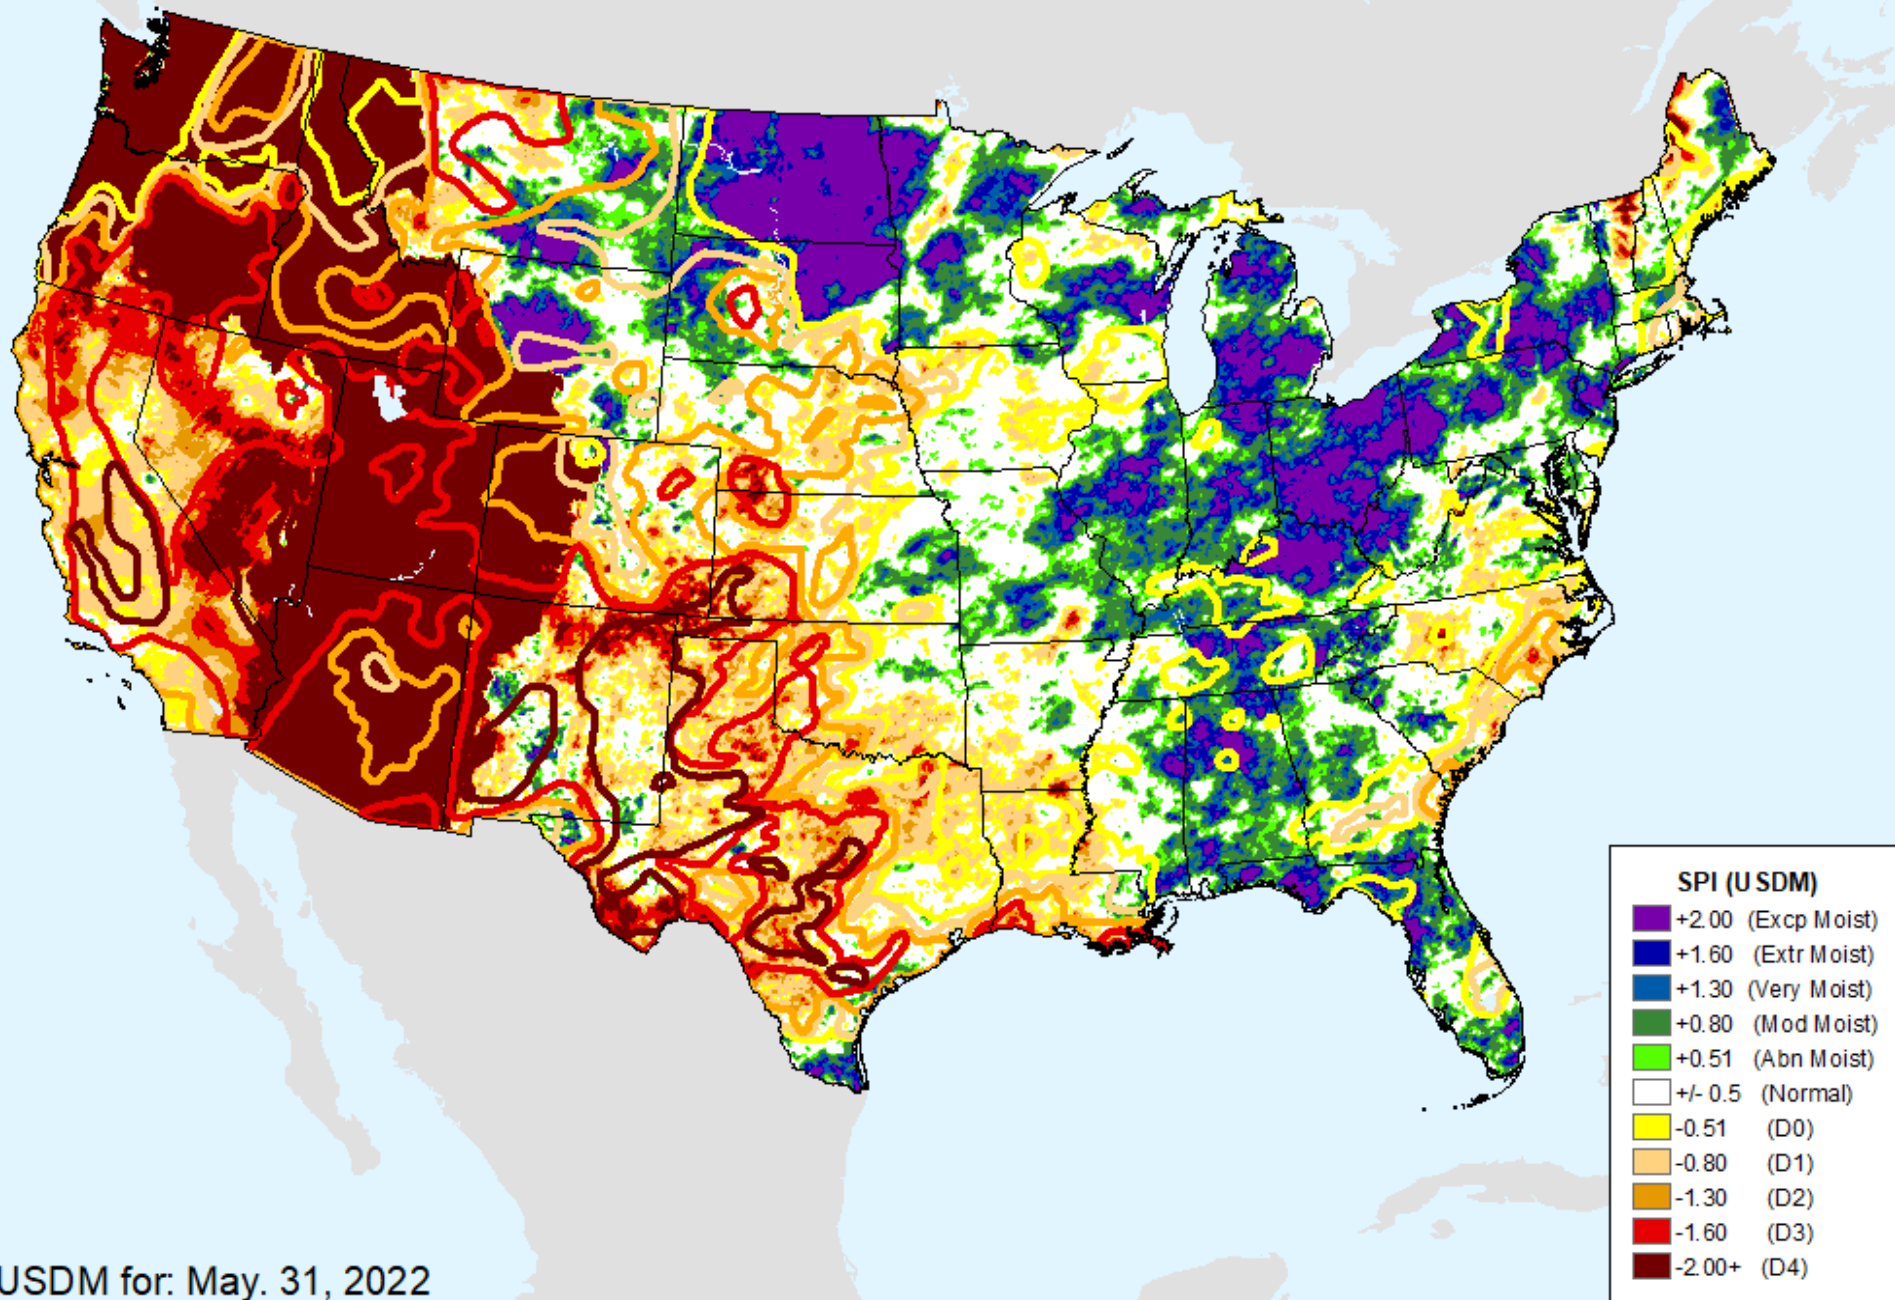 SPI (USDM)
+2.00 (Excp Moist)
+1.60 (Extr Moist)
+1.30 (Very Moist)
+0.80 (Mod Moist)
+0.51 (Abn Moist)
+/- 0.5 (Normal)
-0.51 (D0)
-0.80 (D1)
-1.30 (D2)
-1.60 (D3)
-2.00+ (D4)
USDM for: May. 31, 2022